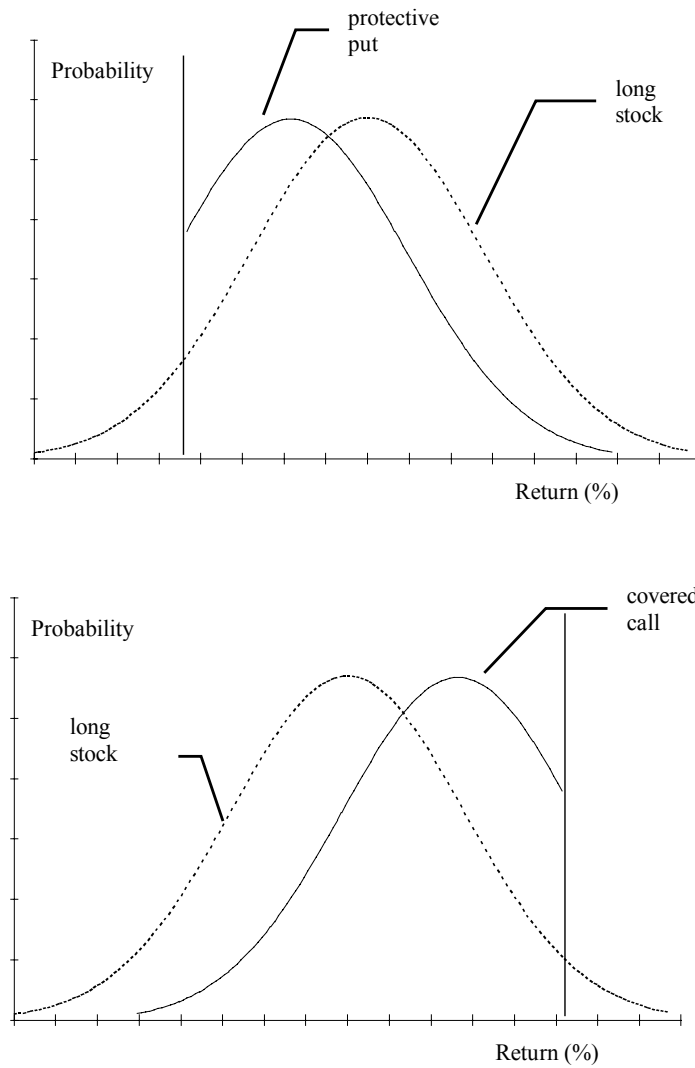 protective
put
Probability
long
stock
Return (%)
covered
call
Probability
long
stock
Return (%)